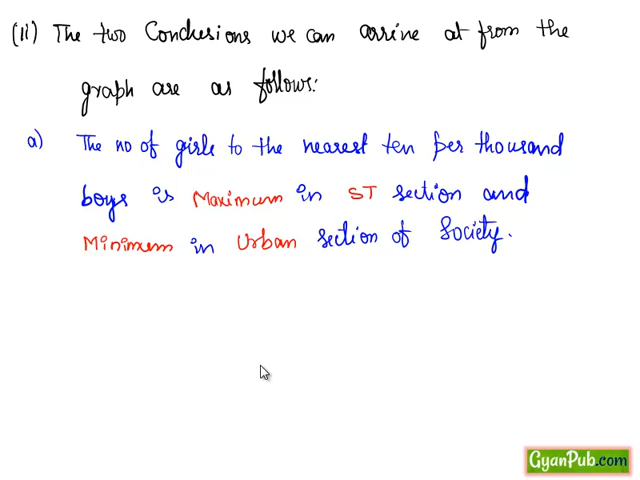 (ii) The two Conclusions we can arrive at from the
graph are as follows:
a) The no of girls to the nearest ten per thousand
boys is Maximum in ST section and
Minimum in Urban section of Society.
GyanPub.com